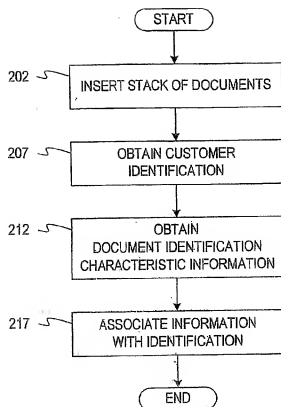 START
202
INSERT STACK OF DOCUMENTS
207
OBTAIN CUSTOMER
IDENTIFICATION
212
OBTAIN
DOCUMENT IDENTIFICATION
CHARACTERISTIC INFORMATION
217
ASSOCIATE INFORMATION
WITH IDENTIFICATION
END